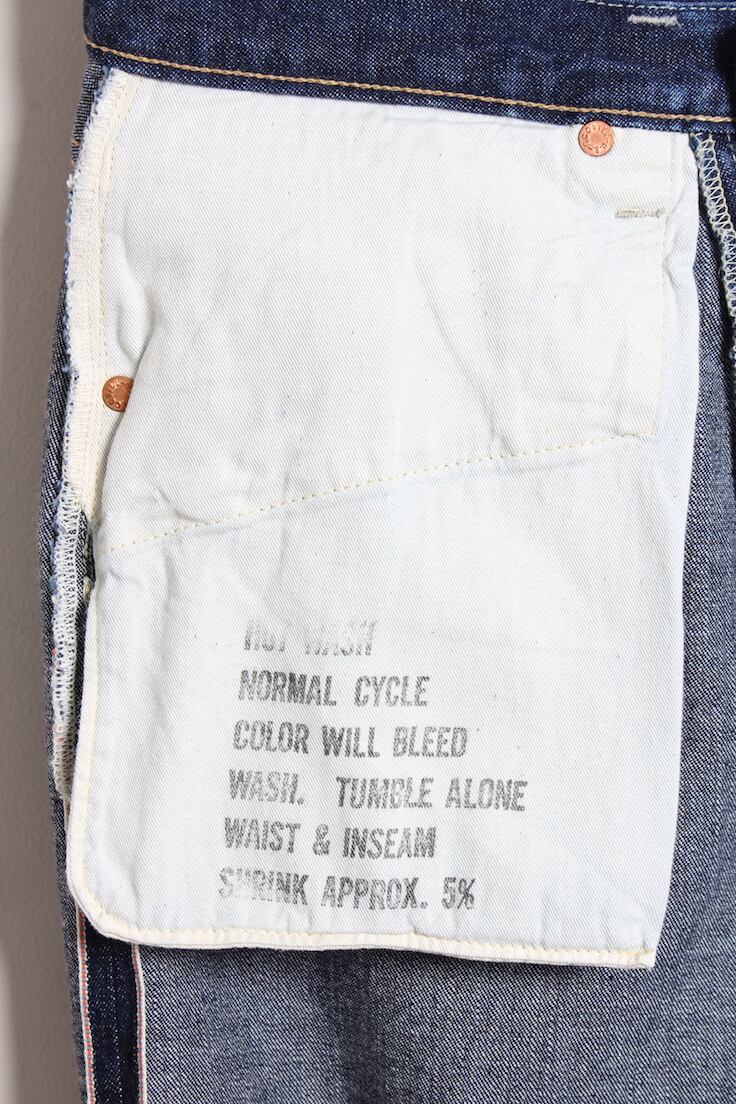 HOT WASH
NORMAL CYCLE
COLOR WILL BLEED
WASH. TUMBLE ALONE
WAIST & INSEAM
SHRINK APPROX. 5%